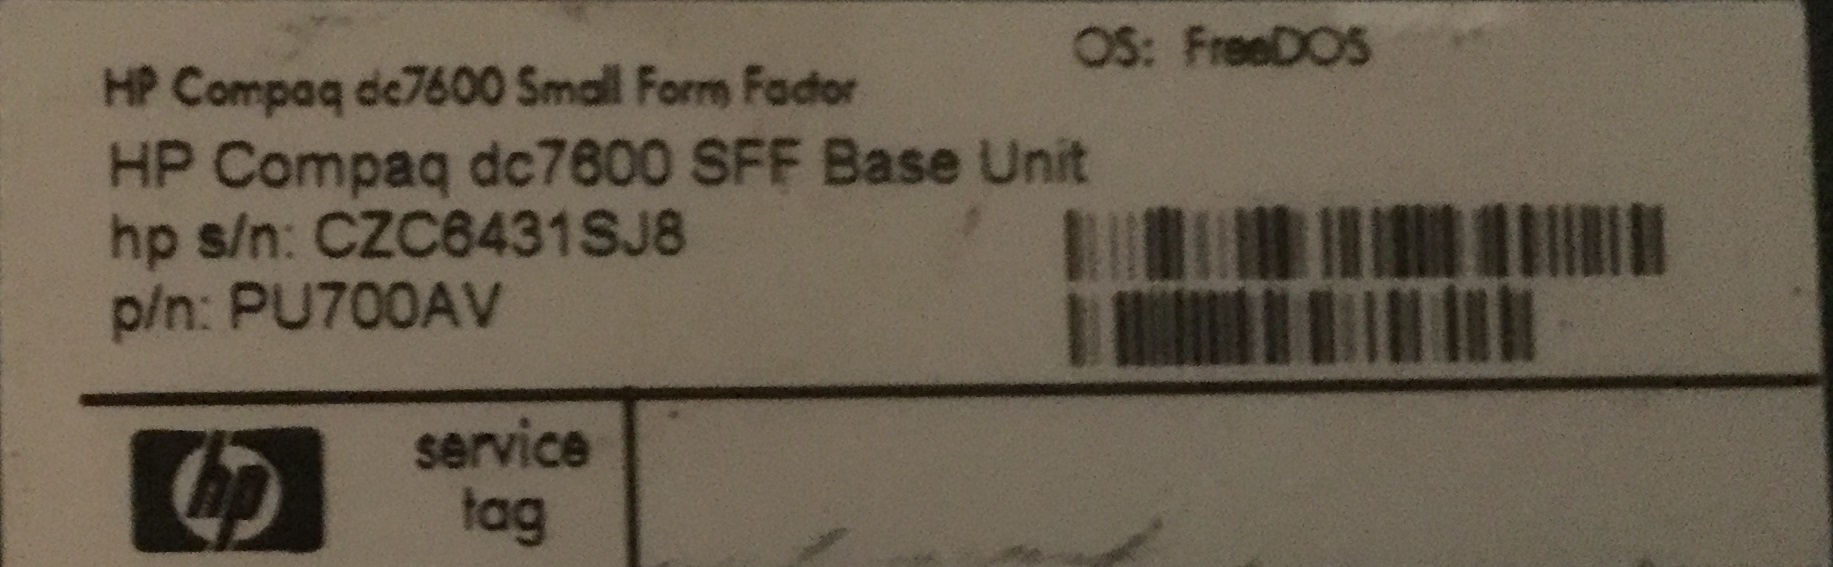 OS: FreeDOS
HP Compaq dc7600 Small Form Factor
HP Compaq dc7600 SFF Base Unit
hp s/n: CZC6431SJ8
p/n: PU700AV
hp
service
tag